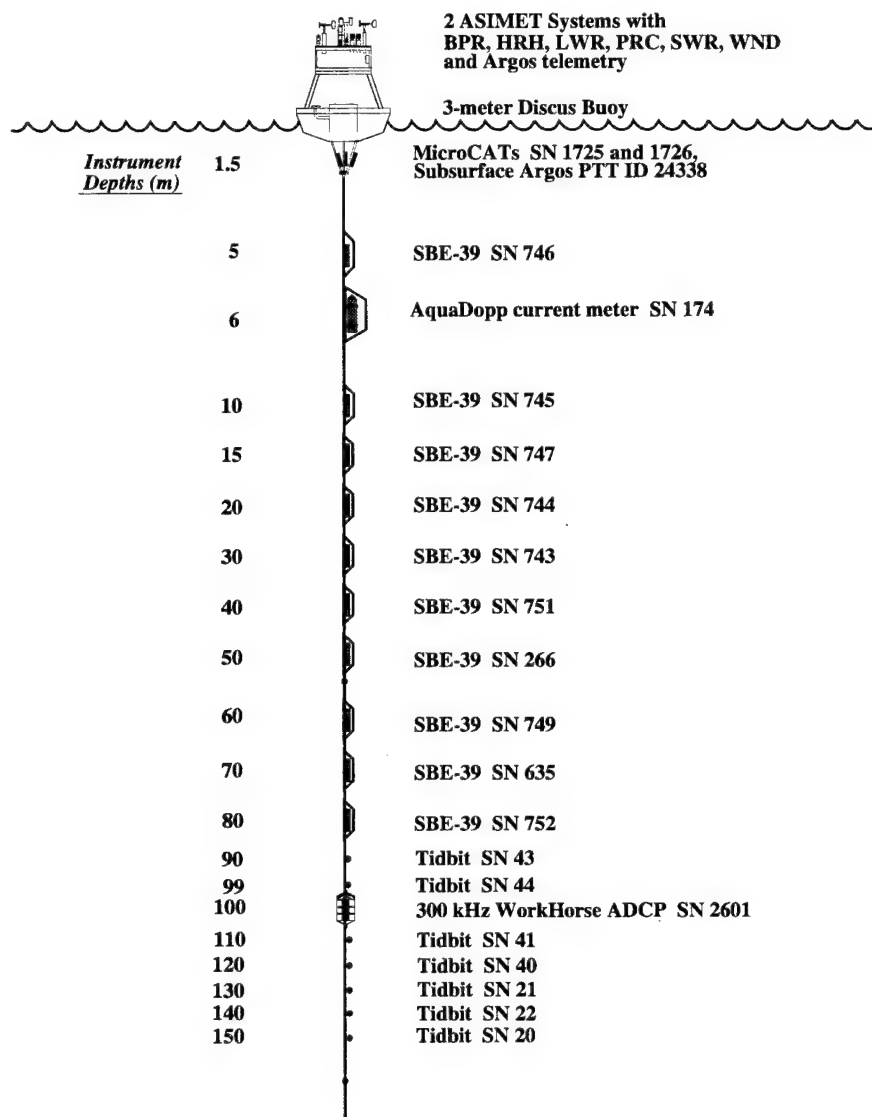 2 ASIMET Systems with
BPR, HRH, LWR, PRC, SWR, WND
and Argos telemetry
3-meter Discus Buoy
Instrument
Depths (m)
1.5 MicroCATs SN 1725 and 1726,
Subsurface Argos PTT ID 24338
5 SBE-39 SN 746
6 AquaDopp current meter SN 174
10 SBE-39 SN 745
15 SBE-39 SN 747
20 SBE-39 SN 744
30 SBE-39 SN 743
40 SBE-39 SN 751
50 SBE-39 SN 266
60 SBE-39 SN 749
70 SBE-39 SN 635
80 SBE-39 SN 752
90 Tidbit SN 43
99 Tidbit SN 44
100 300 kHz WorkHorse ADCP SN 2601
110 Tidbit SN 41
120 Tidbit SN 40
130 Tidbit SN 21
140 Tidbit SN 22
150 Tidbit SN 20